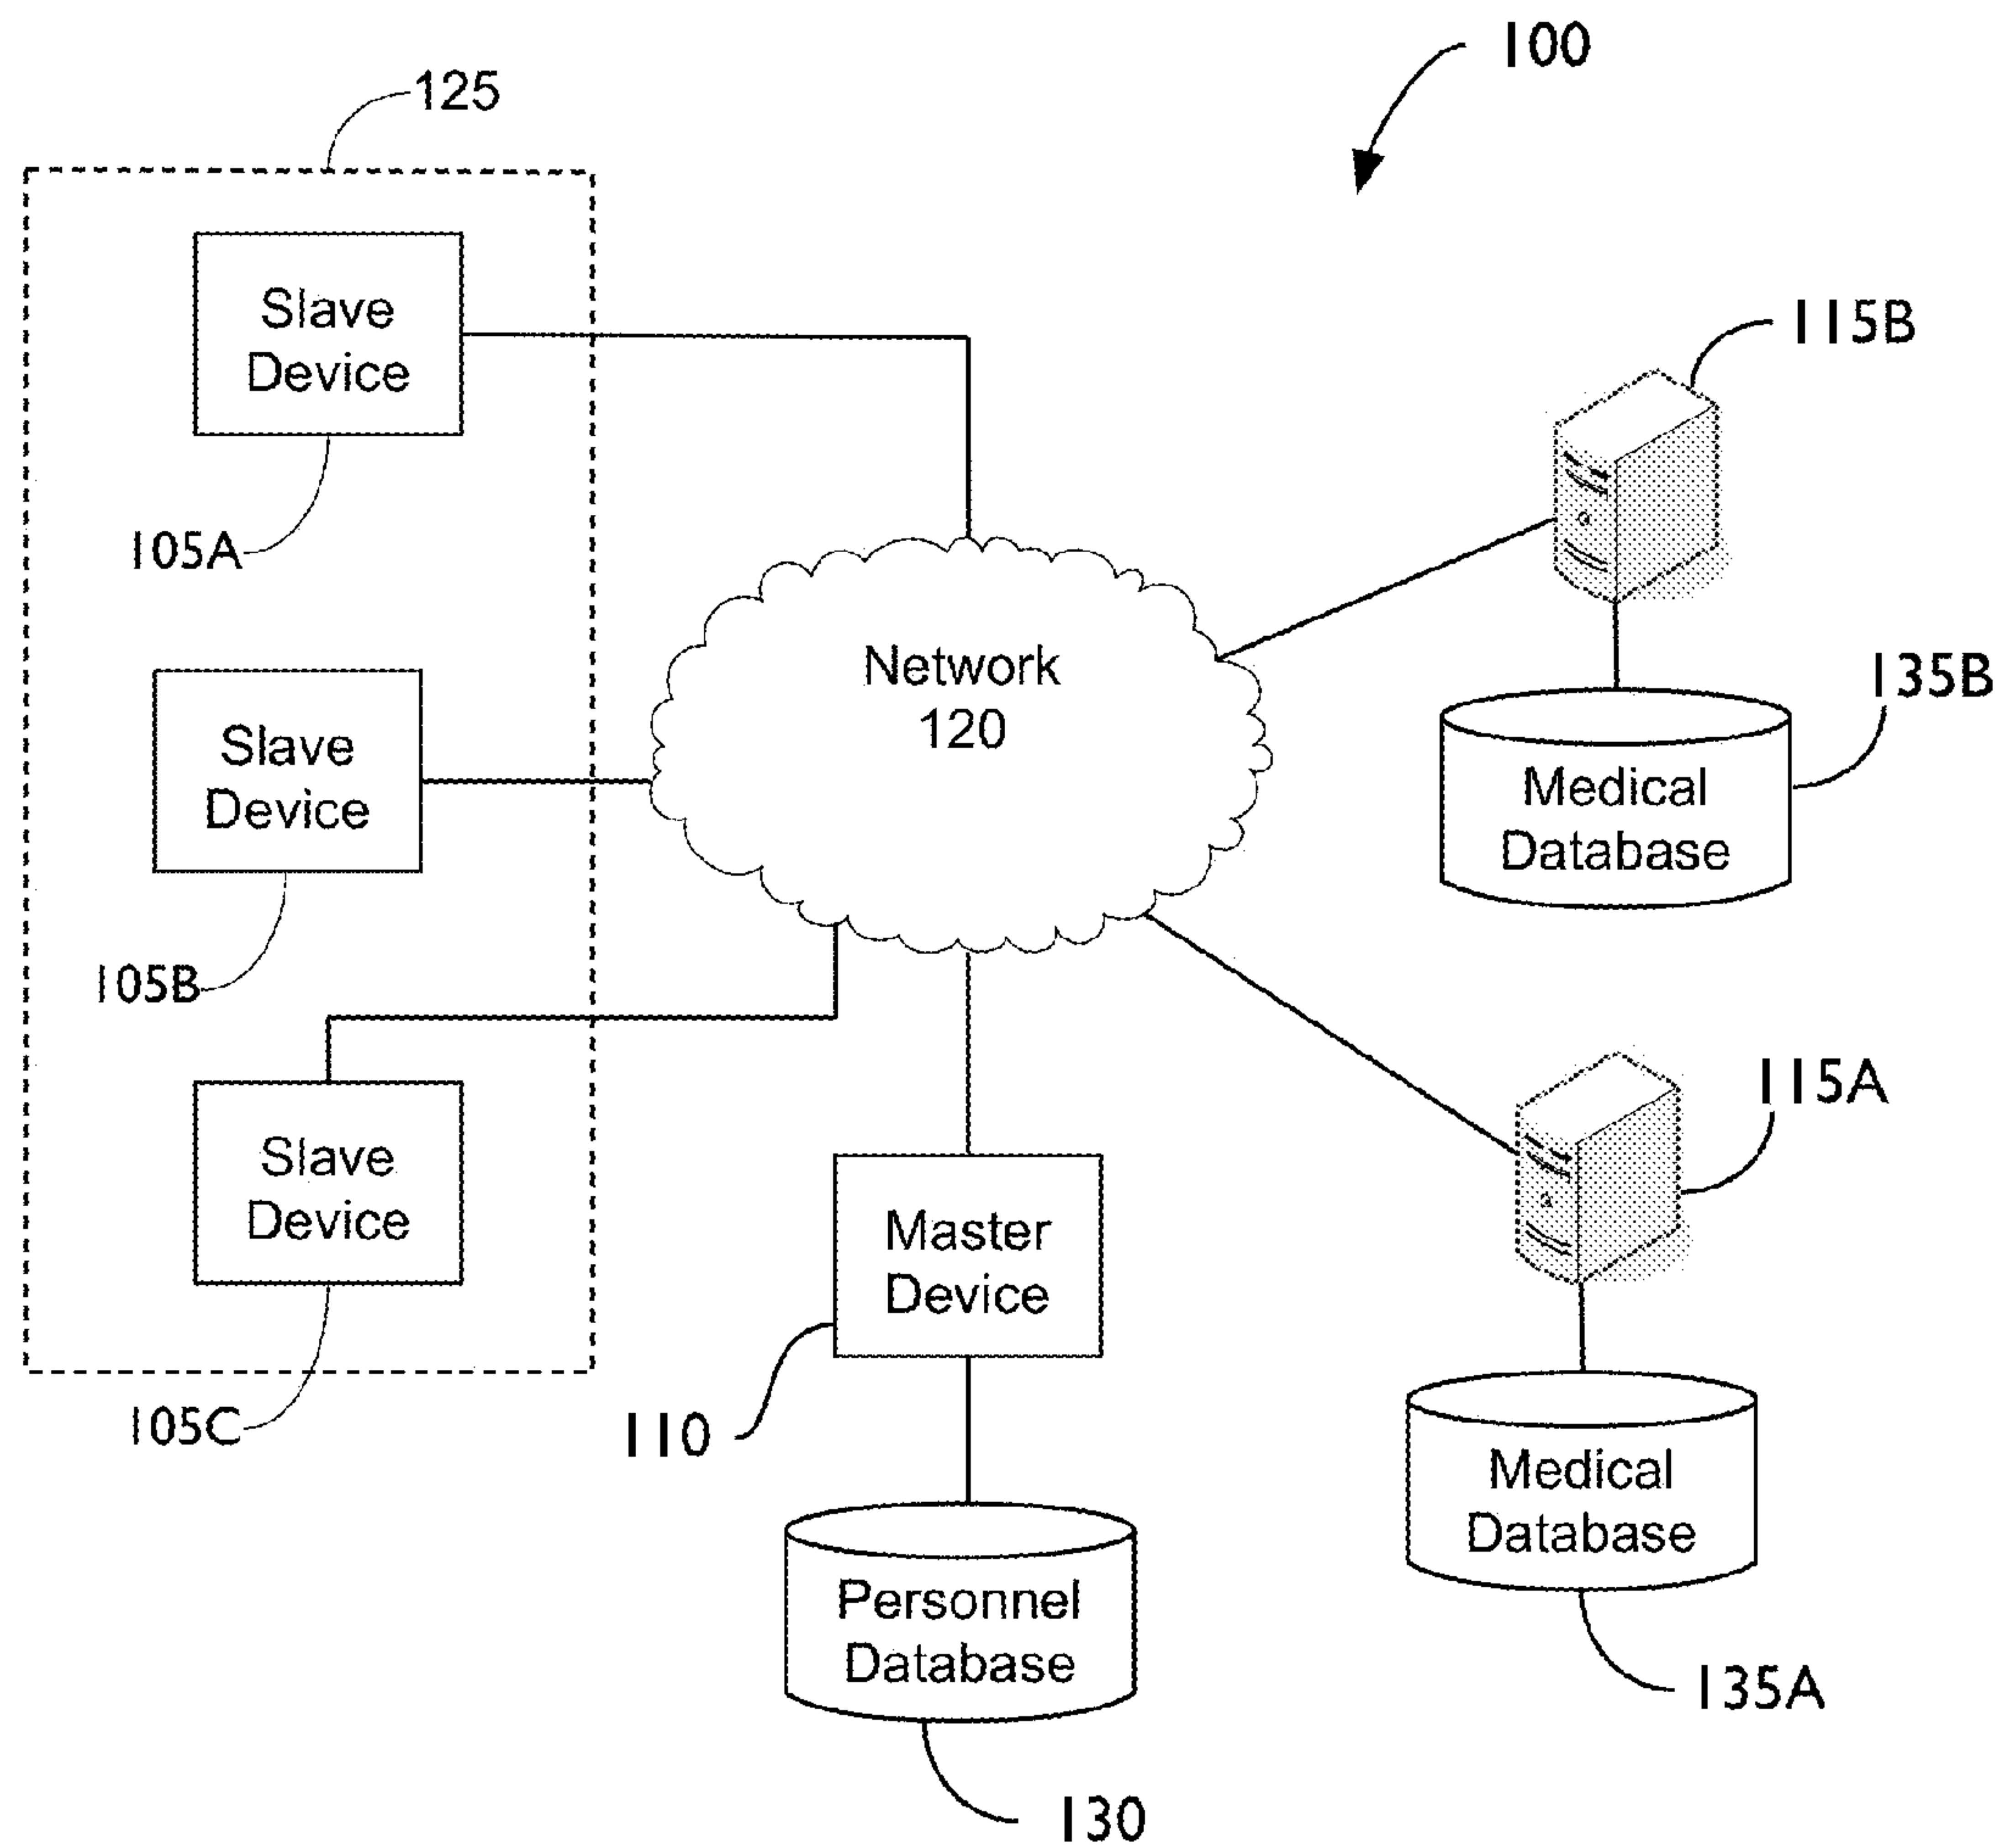 100
125
Slave
Device
115B
105A
Network
120
135B
Slave
Device
Medical
Database
105B
115A
Slave
Device
Master
Device
105C
110
Medical
Database
Personnel
Database
135A
130